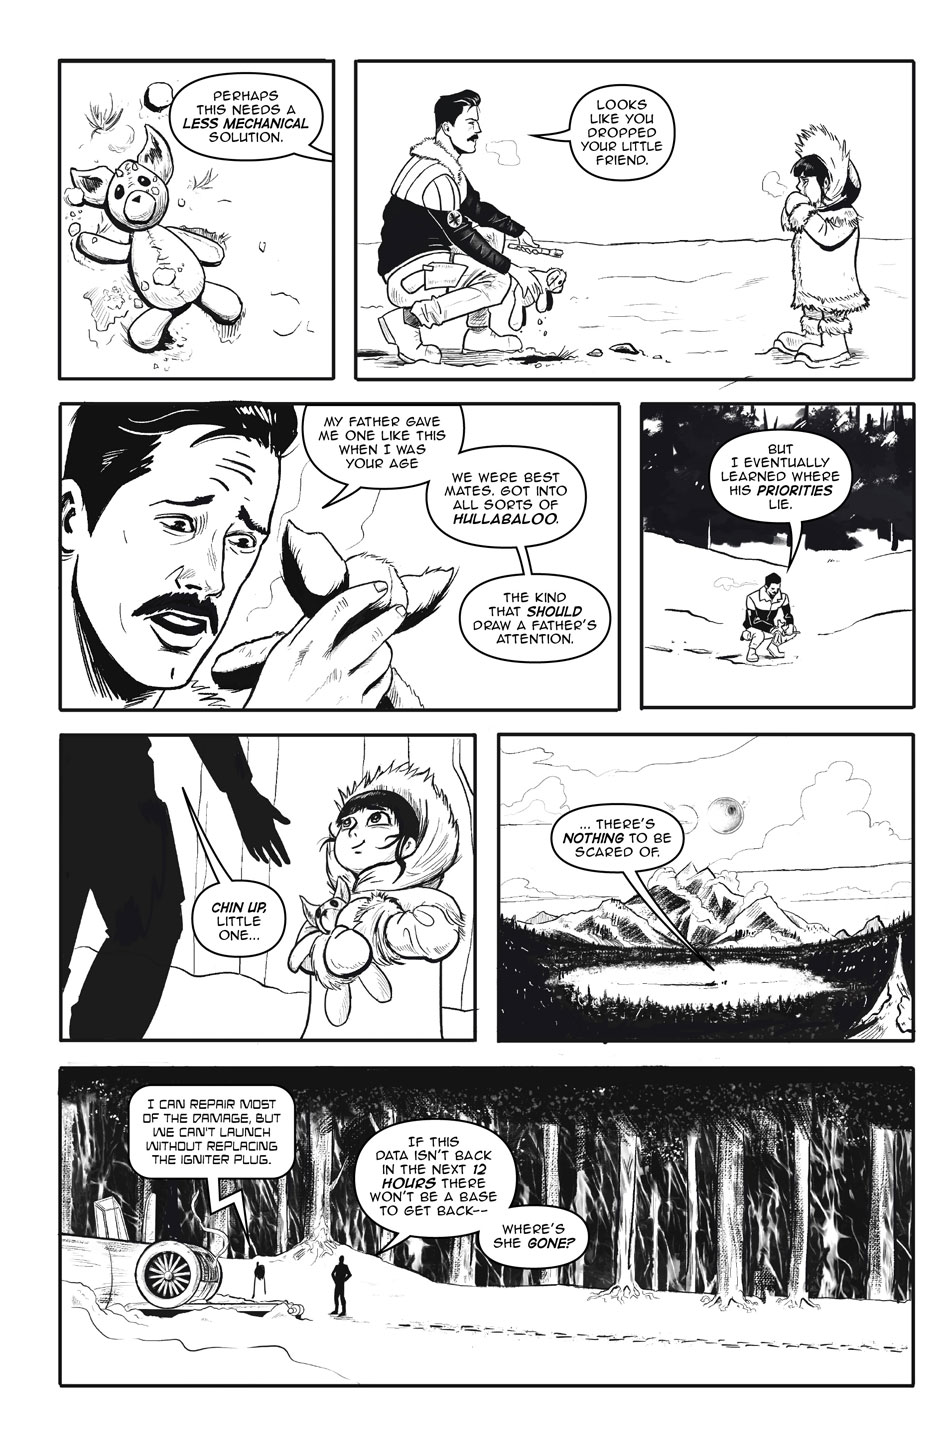 PERHAPS
THIS NEEDS A
LESS MECHANICAL
SOLUTION.
LOOKS
LIKE YOU
DROPPED
YOUR LITTLE
FRIEND.
MY FATHER GAVE
ME ONE LIKE THIS
WHEN I WAS
YOUR AGE
WE WERE BEST
MATES. GOT INTO
ALL SORTS OF
HULLABALOO.
THE KIND
THAT SHOULD
DRAW A FATHER'S
ATTENTION.
BUT
I EVENTUALLY
LEARNED WHERE
HIS PRIORITIES
LIE.
CHIN UP,
LITTLE
ONE...
... THERE'S
NOTHING TO BE
SCARED OF.
I CAN REPAIR MOST
OF THE DAMAGE, BUT
WE CAN'T LAUNCH
WITHOUT REPLACING
THE IGNITER PLUG.
IF THIS
DATA ISN'T BACK
IN THE NEXT 12
HOURS THERE
WON'T BE A BASE
TO GET BACK--
WHERE'S
SHE GONE?